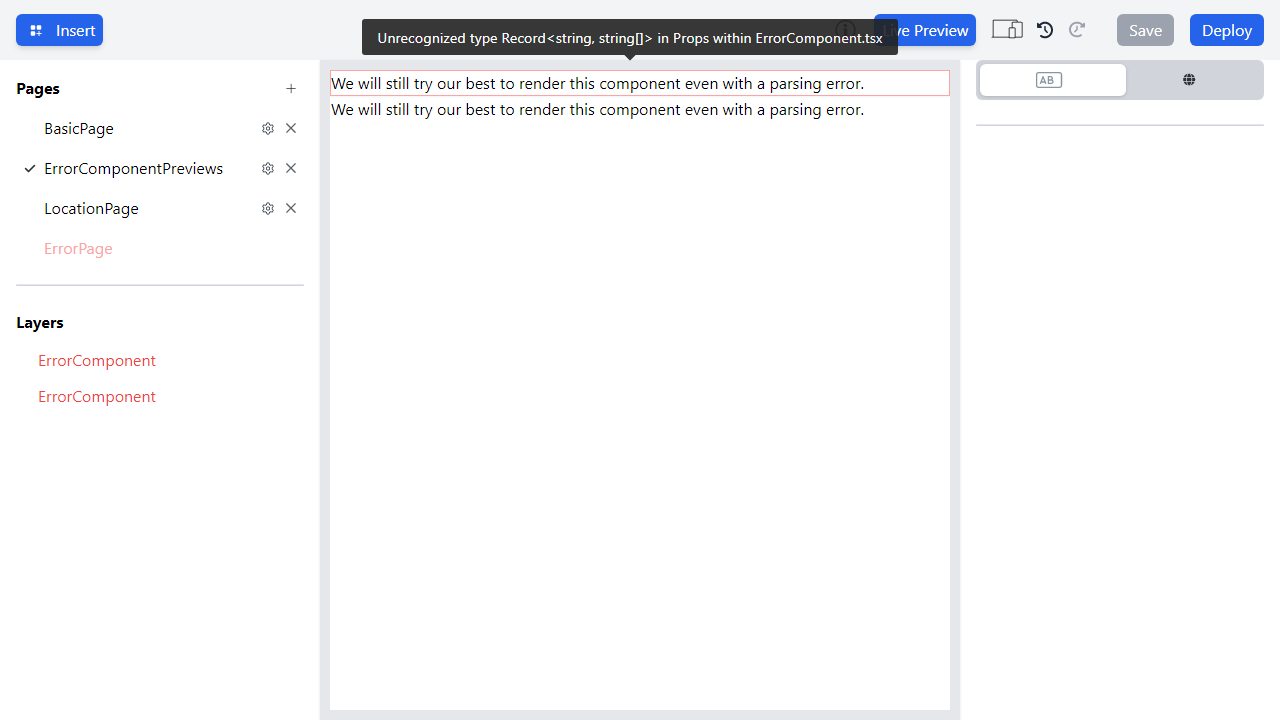 Insert
Unrecognized type Record<string, string[]> in Props within ErrorComponent.tsx
Live Preview
Save
Deploy
Pages
BasicPage
ErrorComponentPreviews
LocationPage
ErrorPage
Layers
ErrorComponent
ErrorComponent
We will still try our best to render this component even with a parsing error.
We will still try our best to render this component even with a parsing error.
AB